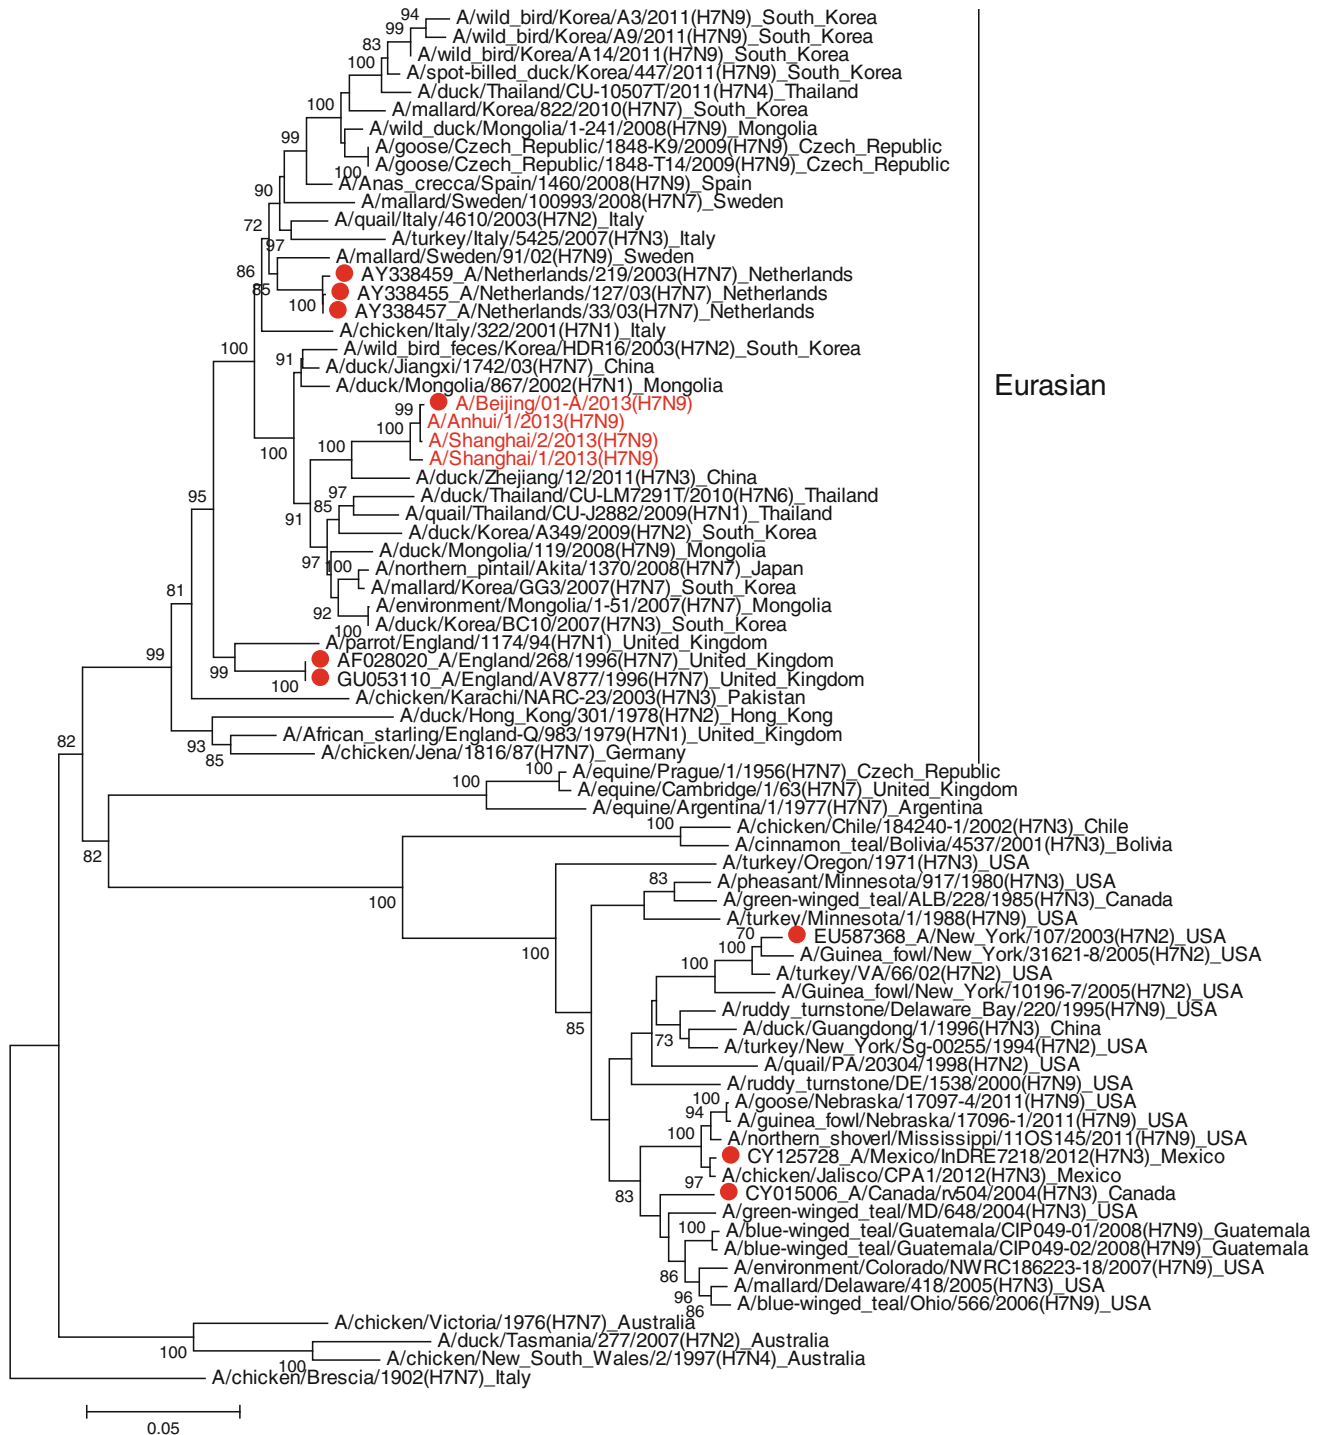 94
A/wild_bird/Korea/A3/2011(H7N9)_South_Korea
99
A/wild_bird/Korea/A9/2011(H7N9)_South_Korea
83
A/wild_bird/Korea/A14/2011(H7N9)_South_Korea
100
A/spot-billed_duck/Korea/447/2011(H7N9)_South_Korea
A/duck/Thailand/CU-10507T/2011(H7N4)_Thailand
100
A/mallard/Korea/822/2010(H7N7)_South_Korea
A/wild_duck/Mongolia/1-241/2008(H7N9)_Mongolia
99
A/goose/Czech_Republic/1848-K9/2009(H7N9)_Czech_Republic
A/goose/Czech_Republic/1848-T14/2009(H7N9)_Czech_Republic
100
A/Anas_crecca/Spain/1460/2008(H7N9)_Spain
90
A/mallard/Sweden/100993/2008(H7N7)_Sweden
A/quail/Italy/4610/2003(H7N2)_Italy
72
A/turkey/Italy/5425/2007(H7N3)_Italy
97
A/mallard/Sweden/91/02(H7N9)_Sweden
86
AY338459_A/Netherlands/219/2003(H7N7)_Netherlands
85
AY338455_A/Netherlands/127/03(H7N7)_Netherlands
100
AY338457_A/Netherlands/33/03(H7N7)_Netherlands
A/chicken/Italy/322/2001(H7N1)_Italy
100
A/wild_bird_feces/Korea/HDR16/2003(H7N2)_South_Korea
91
A/duck/Jiangxi/1742/03(H7N7)_China
A/duck/Mongolia/867/2002(H7N1)_Mongolia
Eurasian
A/Beijing/01-A/2013(H7N9)
99
A/Anhui/1/2013(H7N9)
100
A/Shanghai/2/2013(H7N9)
100
100
A/Shanghai/1/2013(H7N9)
A/duck/Zhejiang/12/2011(H7N3)_China
95
97
A/duck/Thailand/CU-LM7291T/2010(H7N6)_Thailand
85
A/quail/Thailand/CU-J2882/2009(H7N1)_Thailand
91
A/duck/Korea/A349/2009(H7N2)_South_Korea
A/duck/Mongolia/119/2008(H7N9)_Mongolia
97
100
A/northern_pintail/Akita/1370/2008(H7N7)_Japan
81
A/mallard/Korea/GG3/2007(H7N7)_South_Korea
92
A/environment/Mongolia/1-51/2007(H7N7)_Mongolia
A/duck/Korea/BC10/2007(H7N3)_South_Korea
100
A/parrot/England/1174/94(H7N1)_United_Kingdom
99
AF028020_A/England/268/1996(H7N7)_United_Kingdom
99
GU053110_A/England/AV877/1996(H7N7)_United_Kingdom
100
A/chicken/Karachi/NARC-23/2003(H7N3)_Pakistan
A/duck/Hong_Kong/301/1978(H7N2)_Hong_Kong
82
A/African_starling/England-Q/983/1979(H7N1)_United_Kingdom
93
A/chicken/Jena/1816/87(H7N7)_Germany
85
100
A/equine/Prague/1/1956(H7N7)_Czech_Republic
100
A/equine/Cambridge/1/63(H7N7)_United_Kingdom
A/equine/Argentina/1/1977(H7N7)_Argentina
100
A/chicken/Chile/184240-1/2002(H7N3)_Chile
A/cinnamon_teal/Bolivia/4537/2001(H7N3)_Bolivia
82
A/turkey/Oregon/1971(H7N3)_USA
83
A/pheasant/Minnesota/917/1980(H7N3)_USA
100
A/green-winged_teal/ALB/228/1985(H7N3)_Canada
A/turkey/Minnesota/1/1988(H7N9)_USA
70
EU587368_A/New_York/107/2003(H7N2)_USA
100
100
A/Guinea_fowl/New_York/31621-8/2005(H7N2)_USA
100
A/turkey/VA/66/02(H7N2)_USA
A/Guinea_fowl/New_York/10196-7/2005(H7N2)_USA
A/ruddy_turnstone/Delaware_Bay/220/1995(H7N9)_USA
85
A/duck/Guangdong/1/1996(H7N3)_China
73
A/turkey/New_York/Sg-00255/1994(H7N2)_USA
A/quail/PA/20304/1998(H7N2)_USA
A/ruddy_turnstone/DE/1538/2000(H7N9)_USA
100
A/goose/Nebraska/17097-4/2011(H7N9)_USA
94
A/guinea_fowl/Nebraska/17096-1/2011(H7N9)_USA
100
A/northern_shoverl/Mississippi/11OS145/2011(H7N9)_USA
CY125728_A/Mexico/InDRE7218/2012(H7N3)_Mexico
97
A/chicken/Jalisco/CPA1/2012(H7N3)_Mexico
83
CY015006_A/Canada/rv504/2004(H7N3)_Canada
A/green-winged_teal/MD/648/2004(H7N3)_USA
100
A/blue-winged_teal/Guatemala/CIP049-01/2008(H7N9)_Guatemala
A/blue-winged_teal/Guatemala/CIP049-02/2008(H7N9)_Guatemala
86
A/environment/Colorado/NWRC186223-18/2007(H7N9)_USA
A/mallard/Delaware/418/2005(H7N3)_USA
96
A/blue-winged_teal/Ohio/566/2006(H7N9)_USA
86
A/chicken/Victoria/1976(H7N7)_Australia
A/duck/Tasmania/277/2007(H7N2)_Australia
100
A/chicken/New_South_Wales/2/1997(H7N4)_Australia
100
A/chicken/Brescia/1902(H7N7)_Italy
0.05